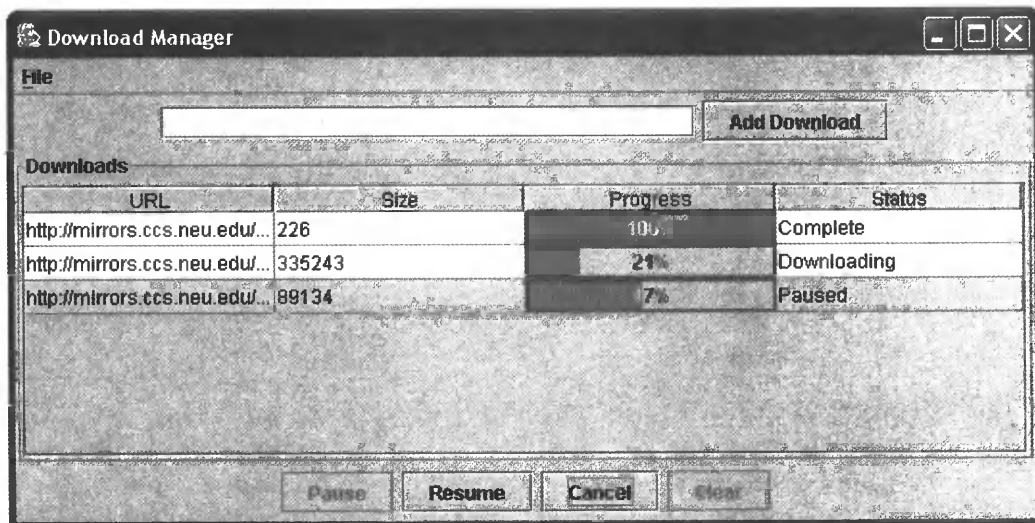 Download Manager
File
Add Download
Downloads
URL Size Progress Status
http://mirrors.ccs.neu.edu/... 226 100% Complete
http://mirrors.ccs.neu.edu/... 335243 21% Downloading
http://mirrors.ccs.neu.edu/... 89134 Paused
Pause Resume Cancel Clear